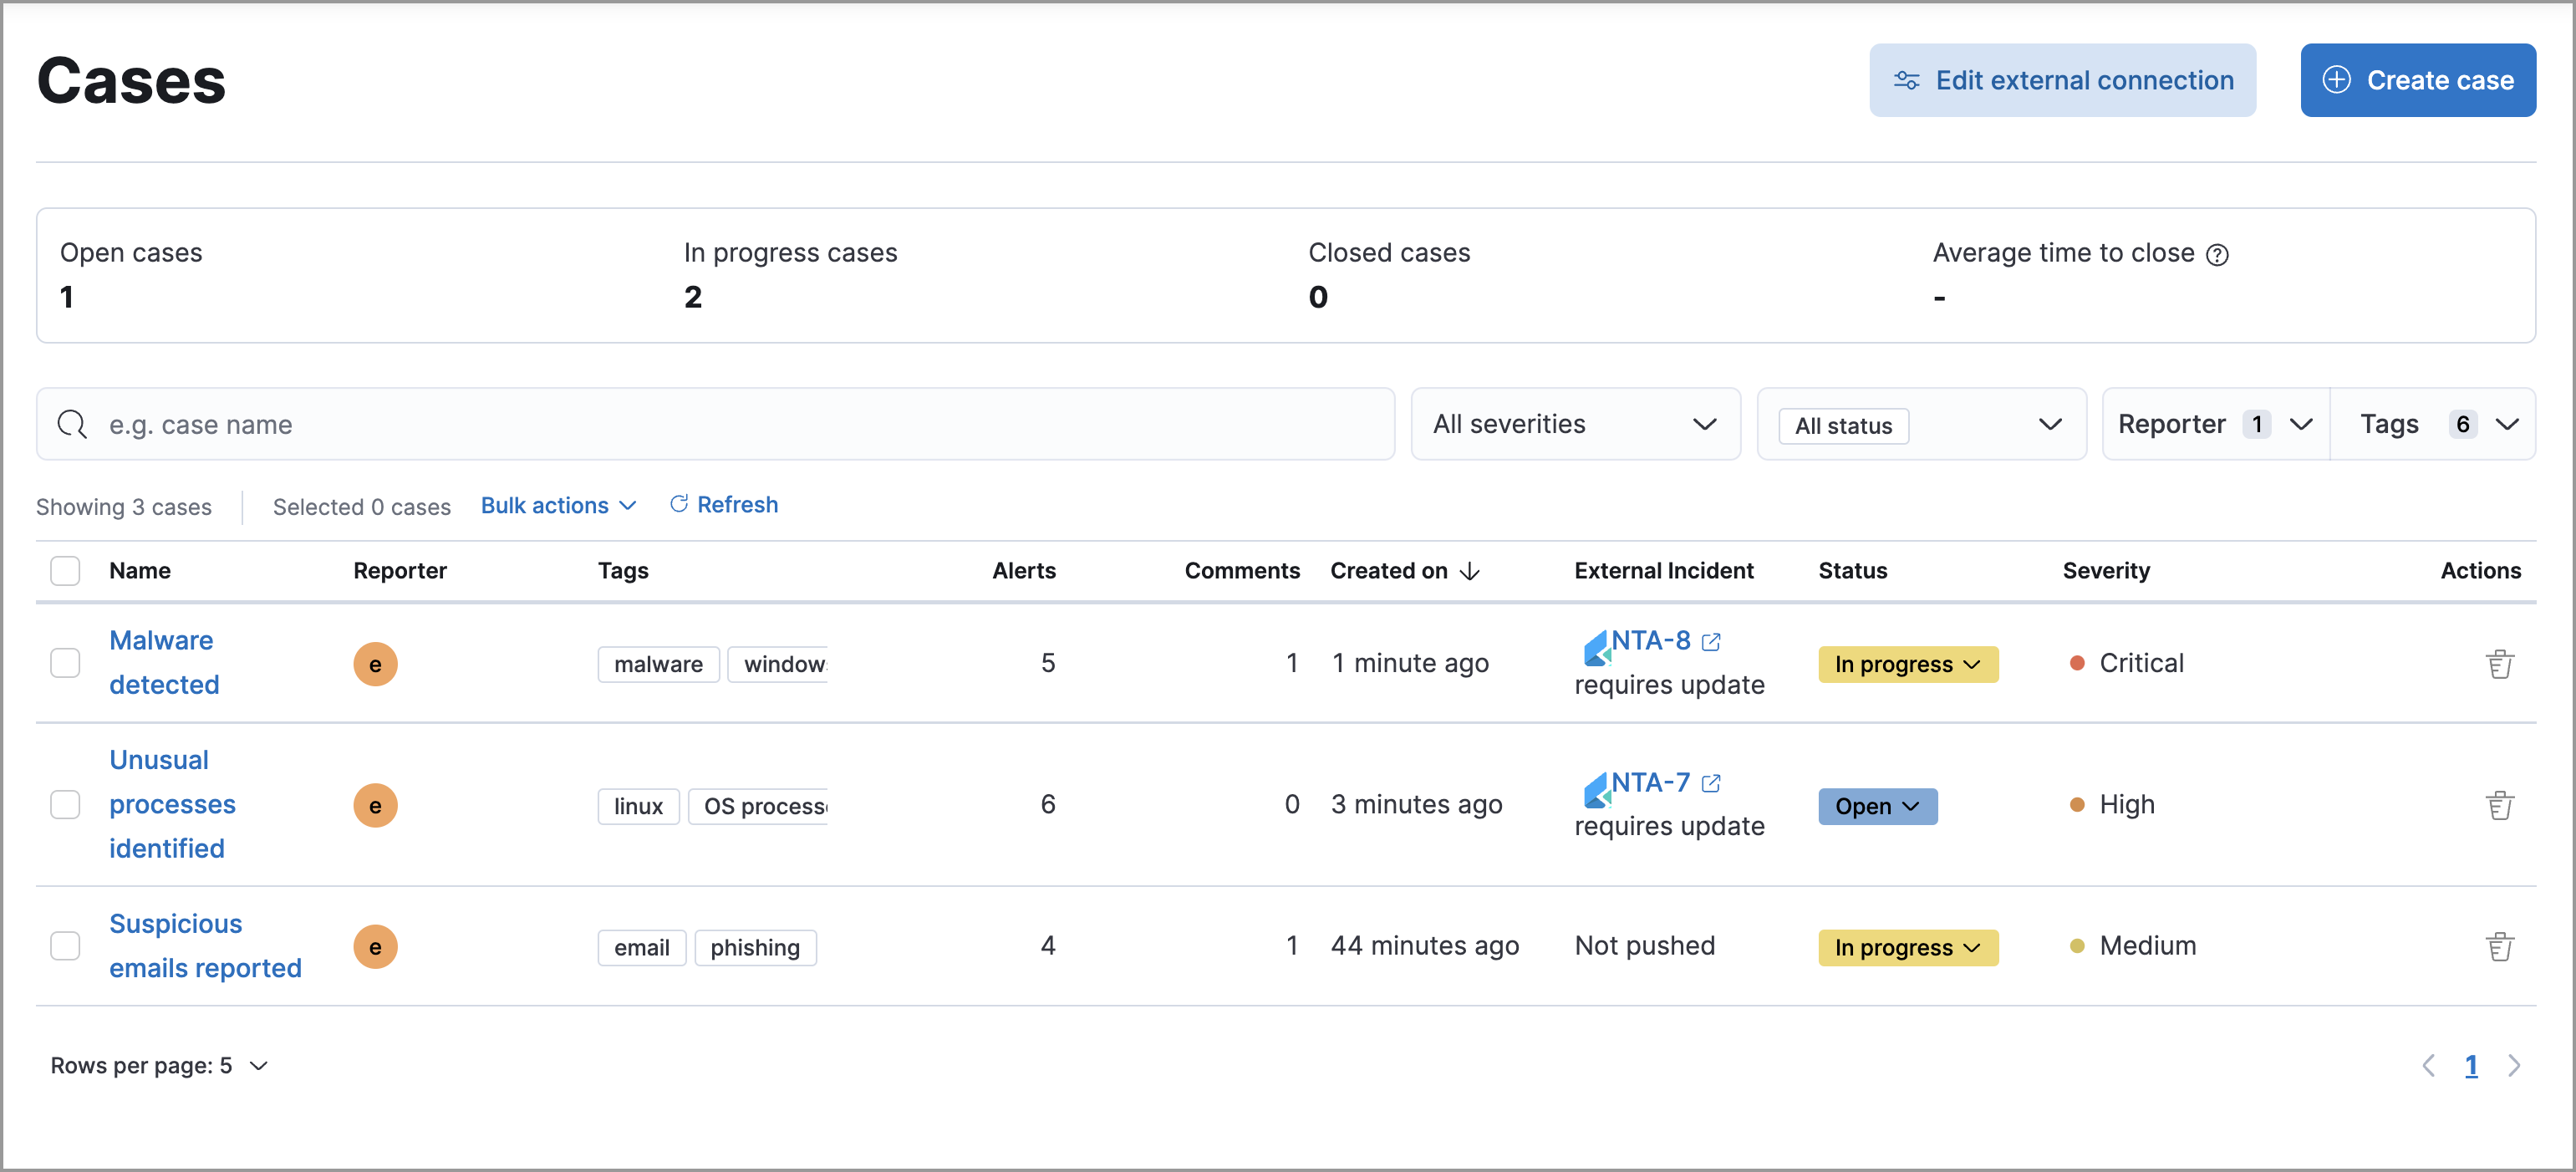 Cases
Edit external connection
Create case
Open cases
1
In progress cases
2
Closed cases
0
Average time to close
-
e.g. case name
All severities
All status
Reporter 1
Tags 6
Showing 3 cases
Selected 0 cases
Bulk actions
Refresh
Name Reporter Tags Alerts Comments Created on External Incident Status Severity Actions
Malware
detected
e
malware
5
1
1 minute ago
NTA-8
requires update
In progress
Critical
Unusual
processes
identified
e
linux
OS
6
0
3 minutes ago
NTA-7
requires update
Open
High
Suspicious
emails reported
e
email
phishing
4
1
44 minutes ago
Not pushed
In progress
Medium
Rows per page: 5
1